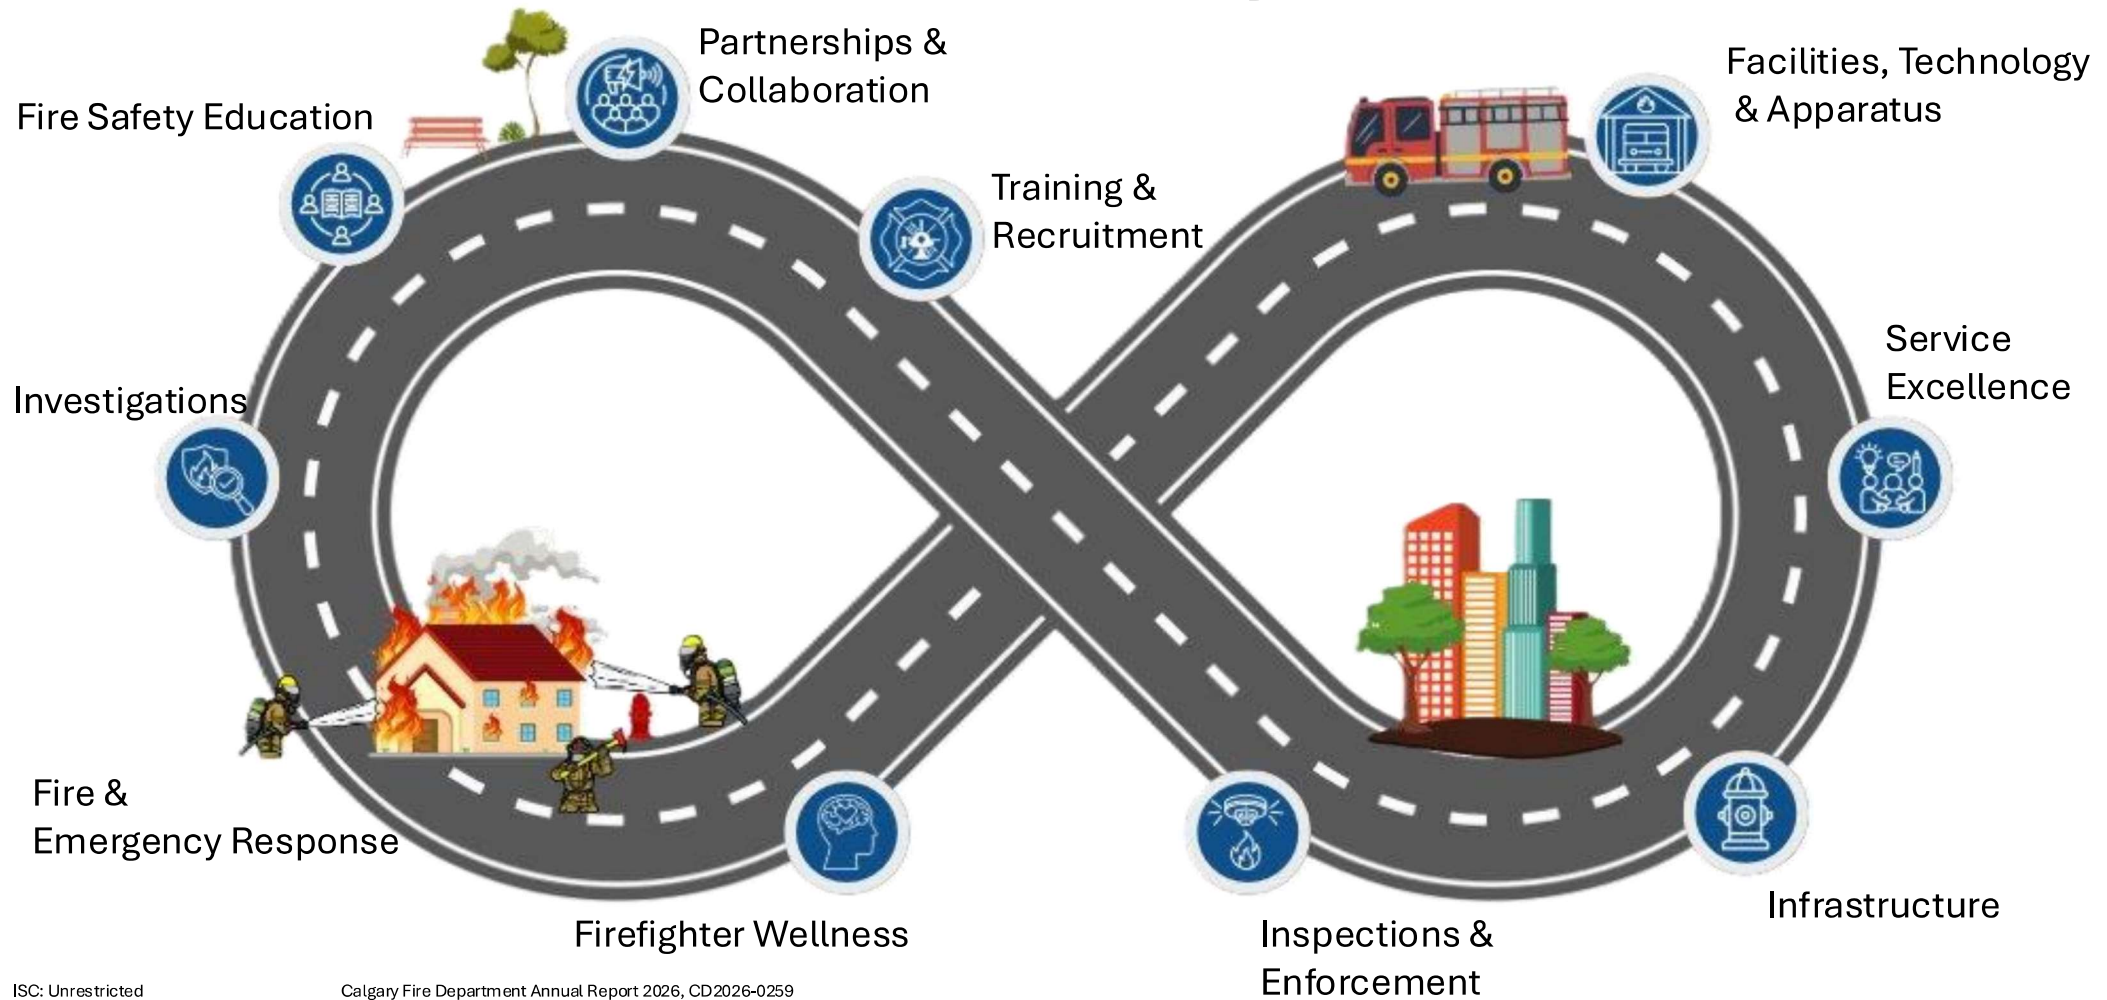 Partnerships &
Collaboration
Facilities, Technology
& Apparatus
Fire Safety Education
Training &
Recruitment
Service
Excellence
Investigations
Fire &
Emergency Response
Infrastructure
Firefighter Wellness
Inspections &
Enforcement
ISC: Unrestricted
Calgary Fire Department Annual Report 2026, CD2026-0259